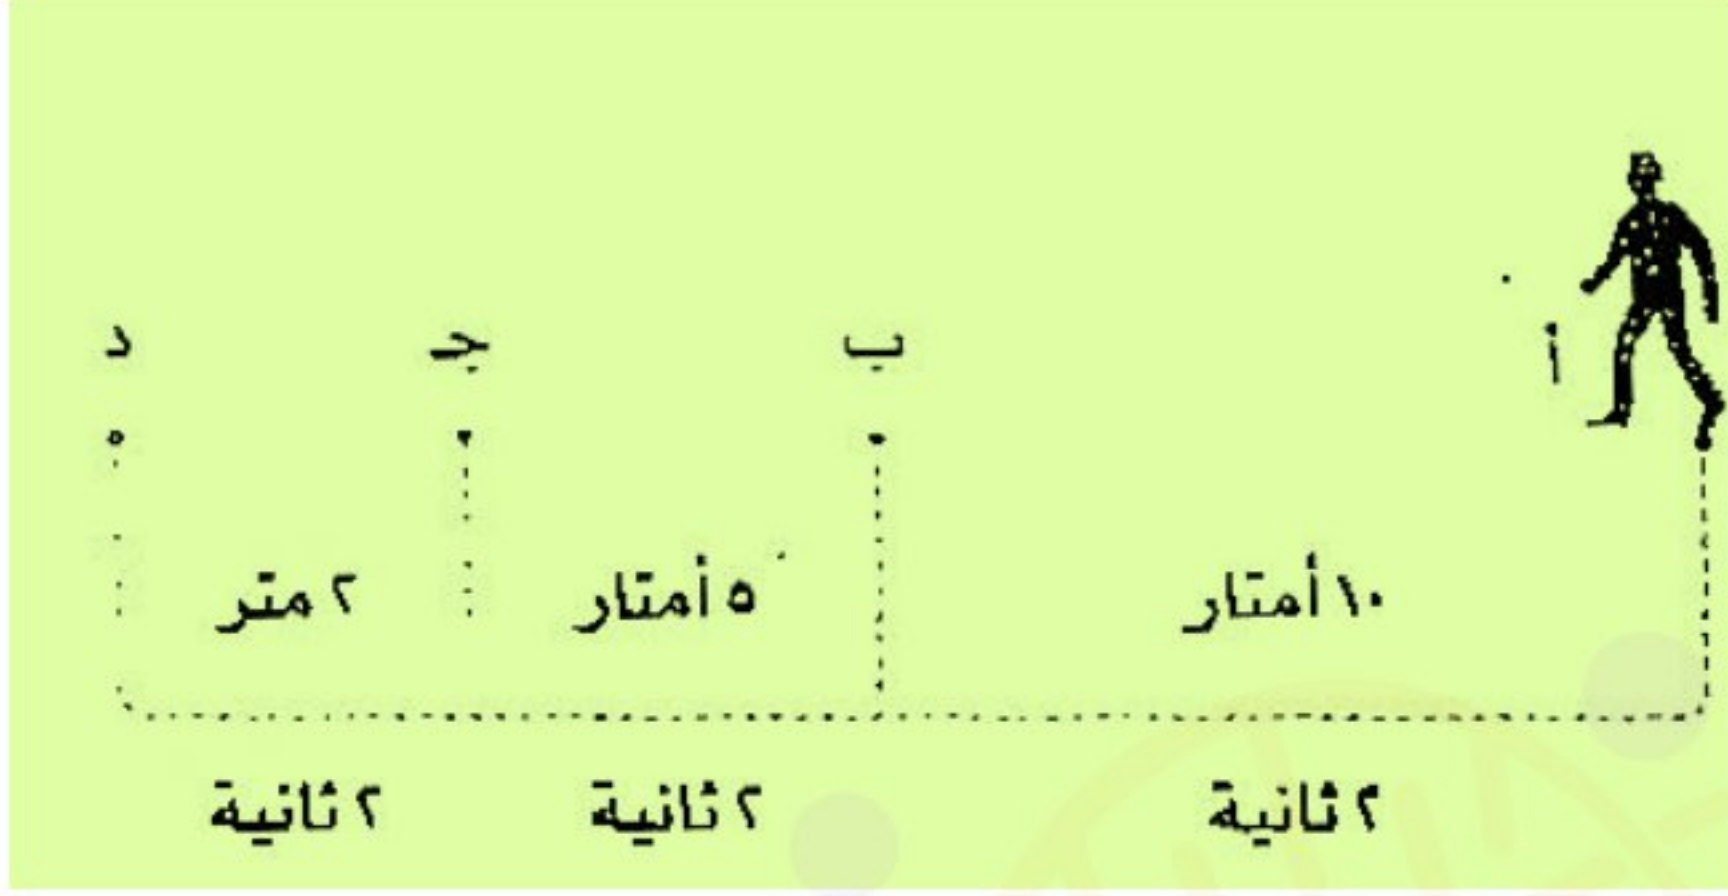 أ
ب جـ د
١٠ أمتار ٥ أمتار ٢ متر
٢ ثانية ٢ ثانية ٢ ثانية